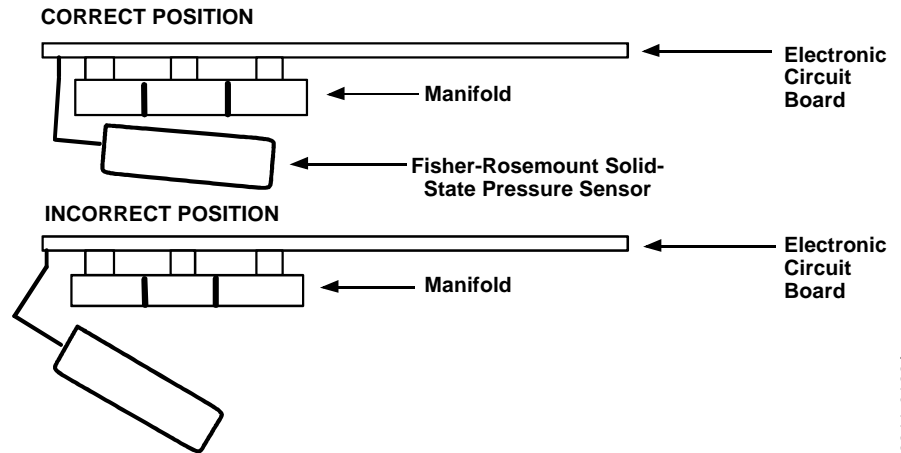 CORRECT POSITION
Electronic
Circuit
Board
Manifold
Fisher-Rosemount Solid-
State Pressure Sensor
INCORRECT POSITION
Electronic
Circuit
Board
Manifold